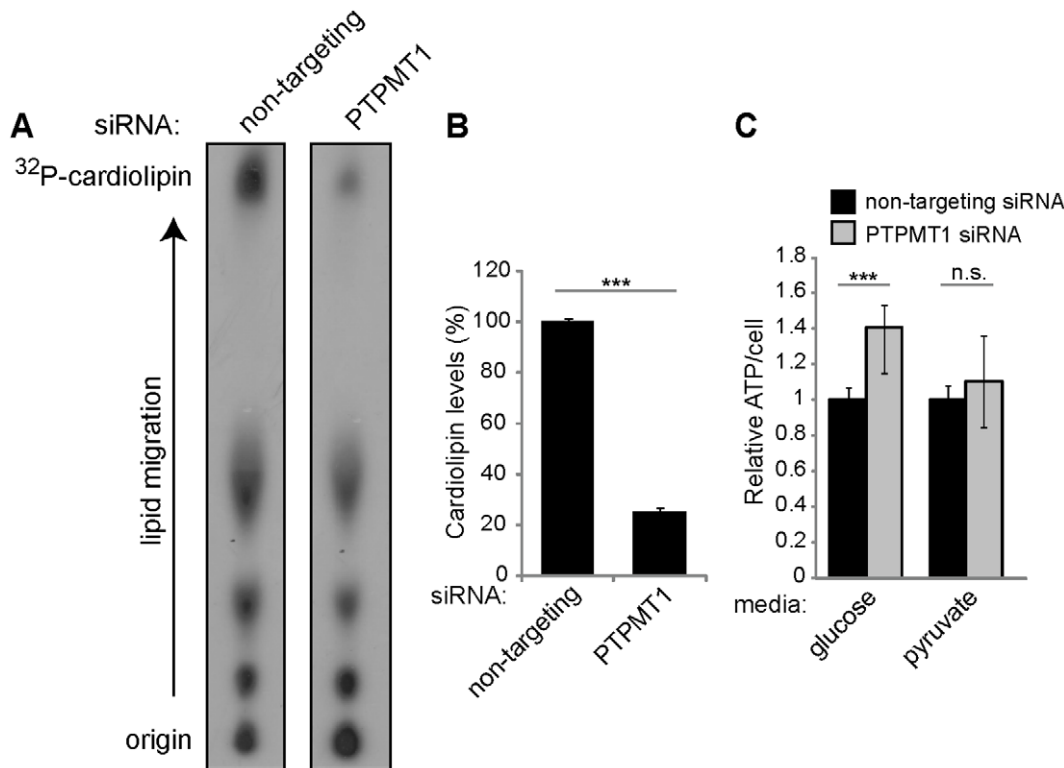 A
siRNA:
non-targeting
PTPMT1
³²P-cardiolipin
lipid migration
origin
B
Cardiolipin levels (%)
120
***
100
80
60
40
20
0
siRNA:
non-targeting
PTPMT1
C
non-targeting siRNA
PTPMT1 siRNA
Relative ATP/cell
1.8
1.6
1.4
1.2
1
0.8
0.6
0.4
0.2
0
***
n.s.
media:
glucose
pyruvate